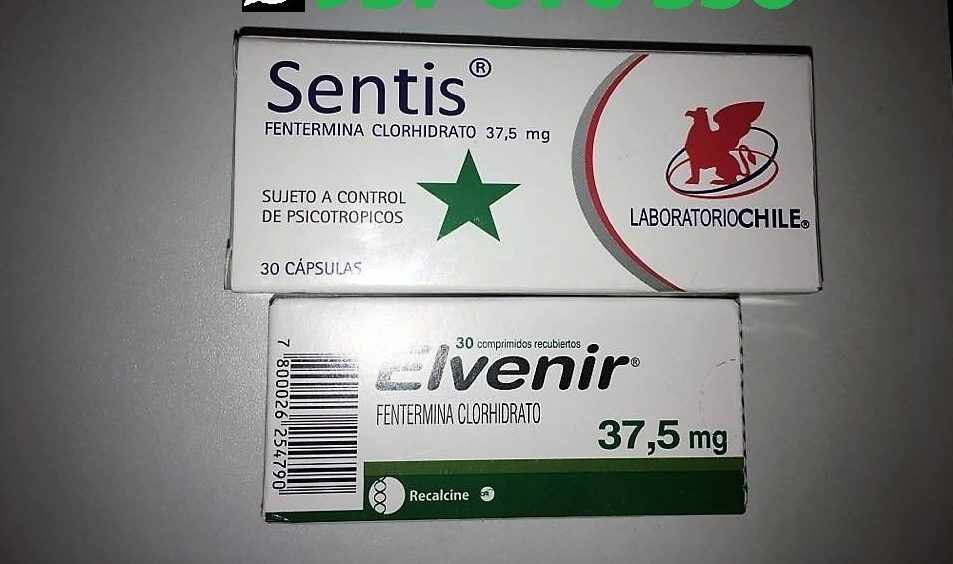 Sentis®
FENTERMINA CLORHIDRATO 37,5 mg
SUJETO A CONTROL
DE PSICOTROPICOS
30 CÁPSULAS
LABORATORIOCHILE®
30 comprimidos recubiertos
Elvenir®
FENTERMINA CLORHIDRATO
37,5 mg
7 800026 254790
Recalcine